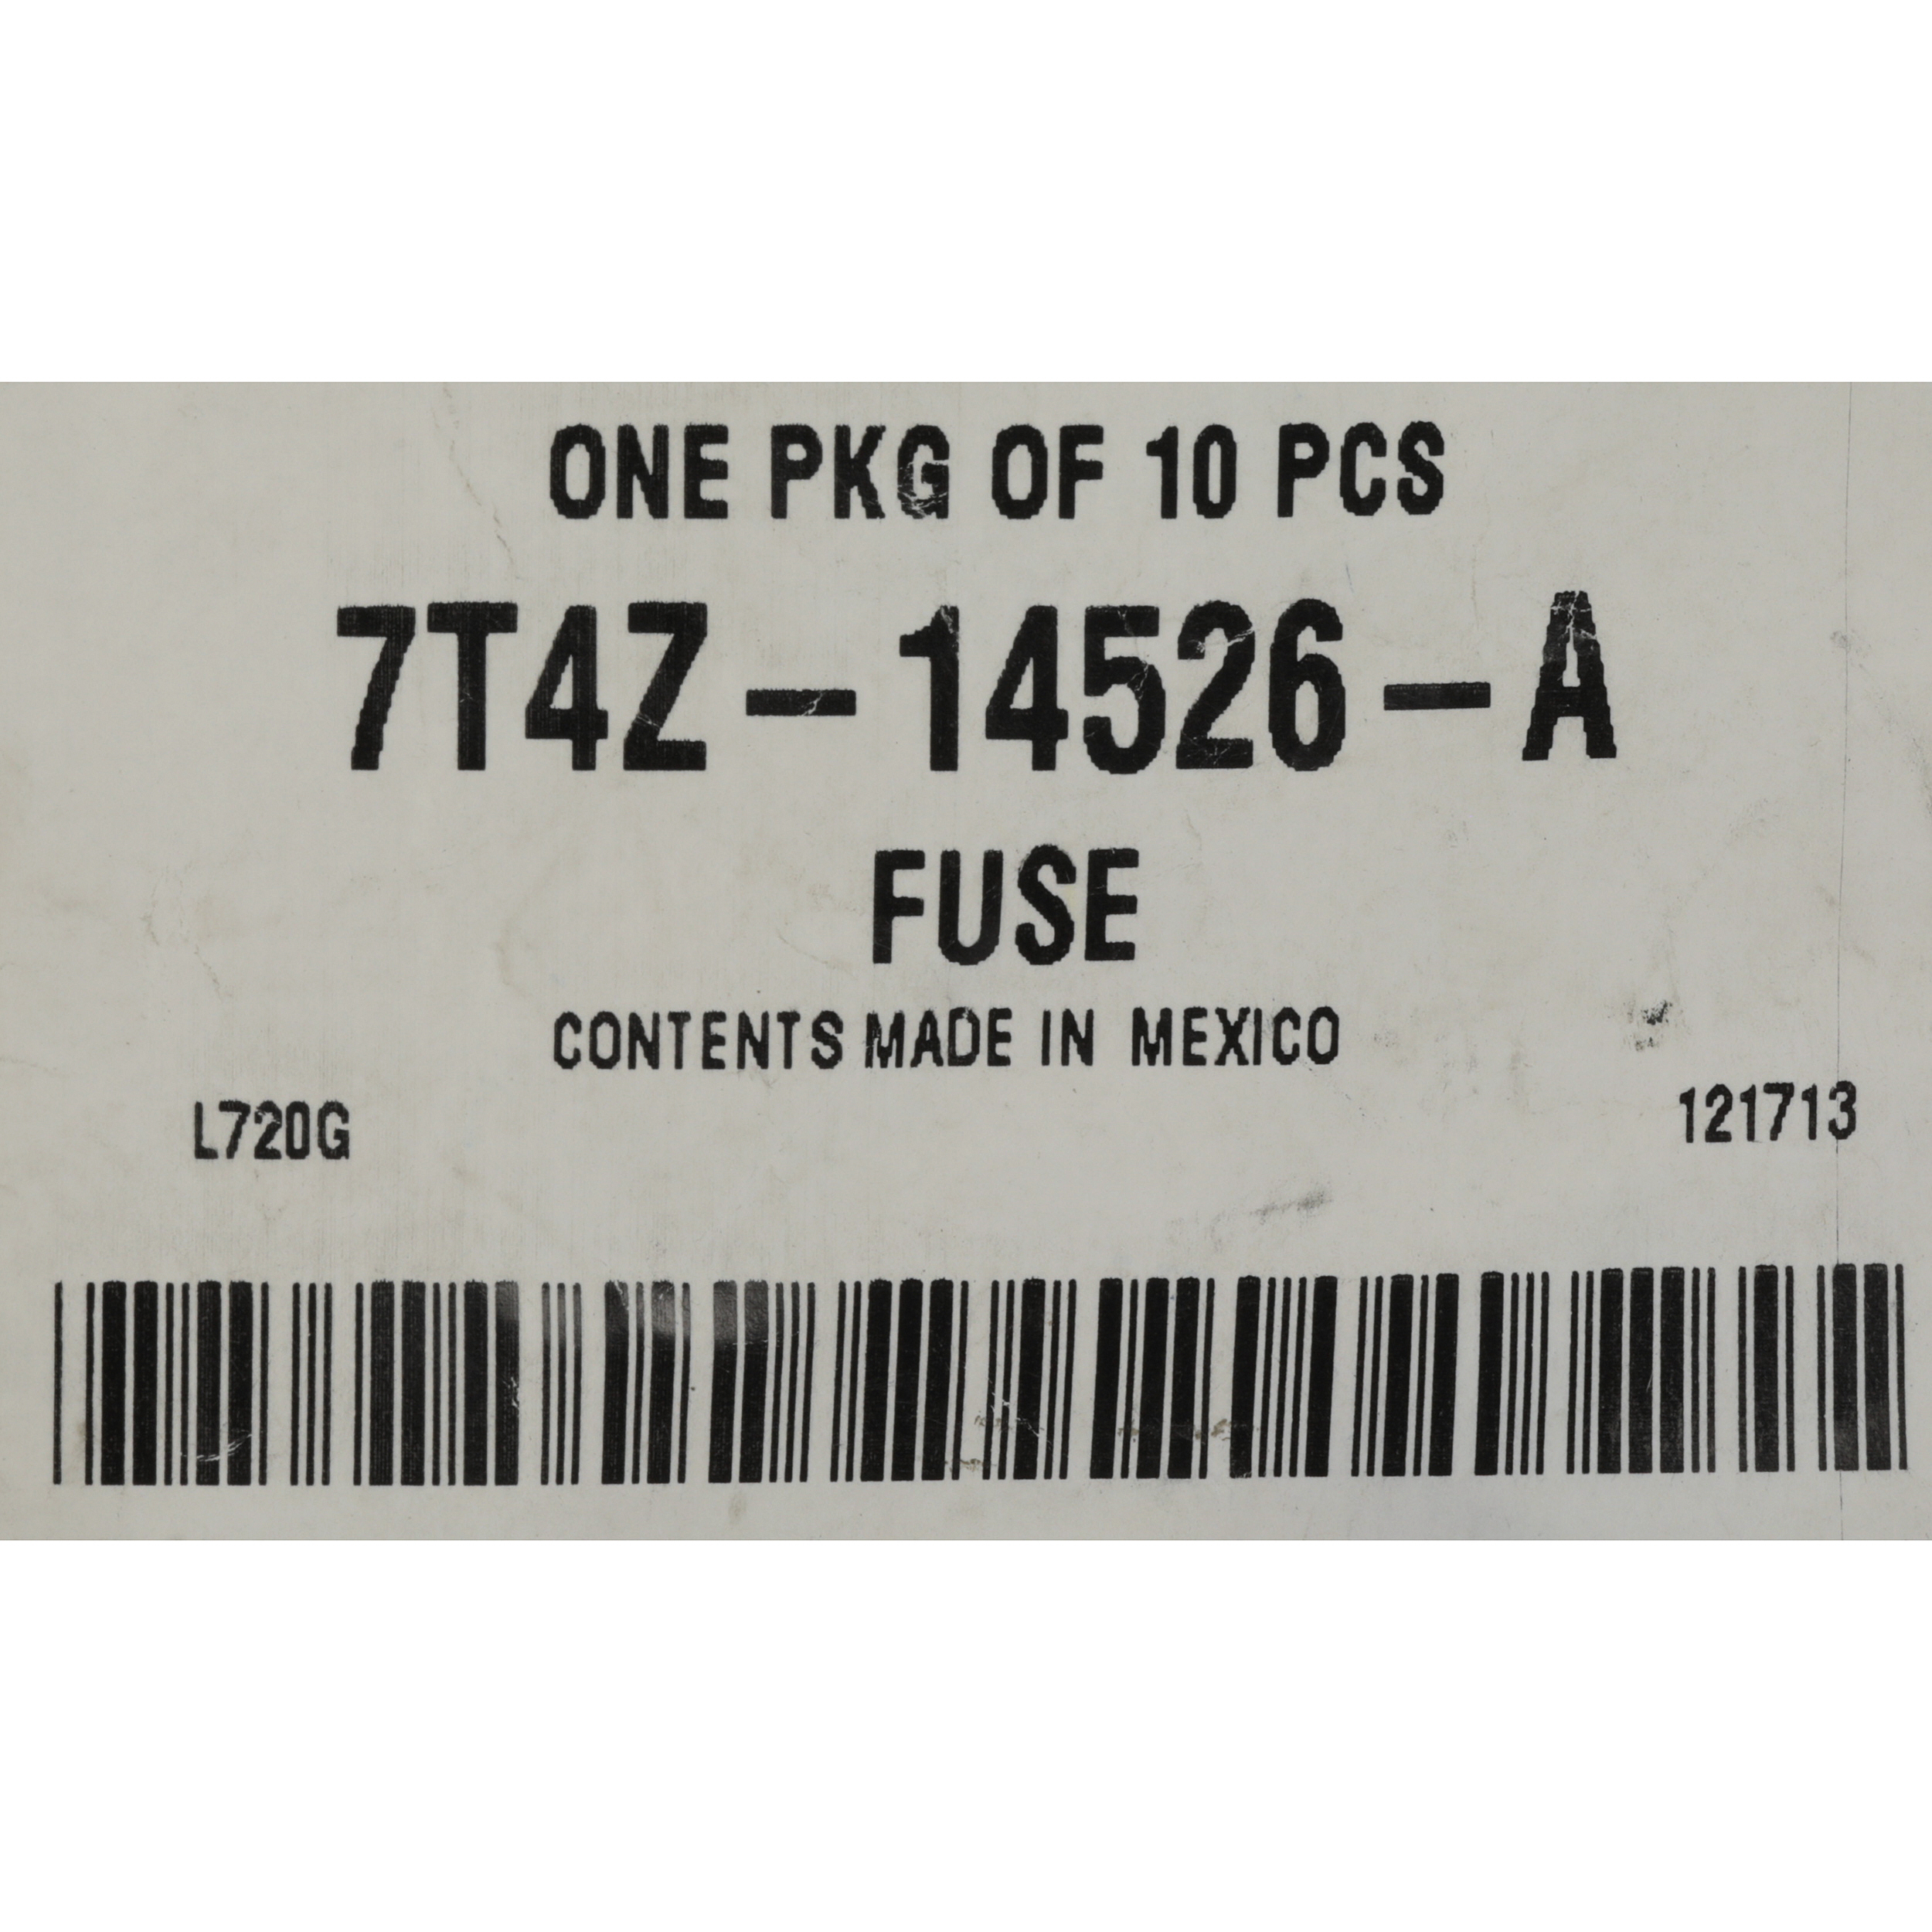 ONE PKG OF 10 PCS
7T4Z-14526-A
FUSE
CONTENTS MADE IN MEXICO
L720G 121713